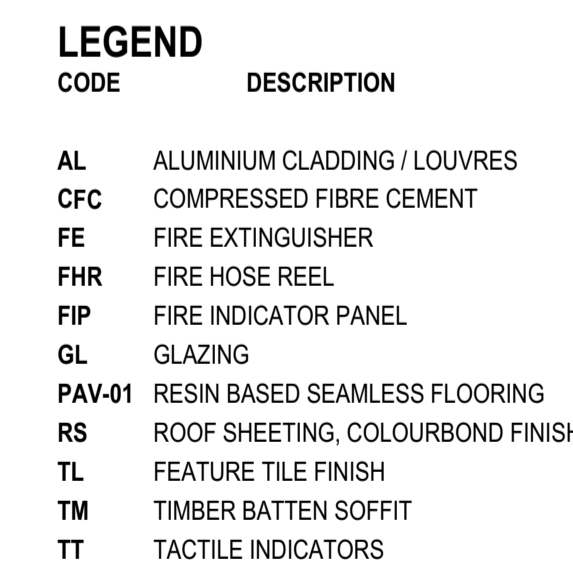 LEGEND
CODE DESCRIPTION
AL ALUMINIUM CLADDING / LOUVRES
CFC COMPRESSED FIBRE CEMENT
FE FIRE EXTINGUISHER
FHR FIRE HOSE REEL
FIP FIRE INDICATOR PANEL
GL GLAZING
PAV-01 RESIN BASED SEAMLESS FLOORING
RS ROOF SHEETING, COLOURBOND FINISH
TL FEATURE TILE FINISH
TM TIMBER BATTEN SOFFIT
TT TACTILE INDICATORS